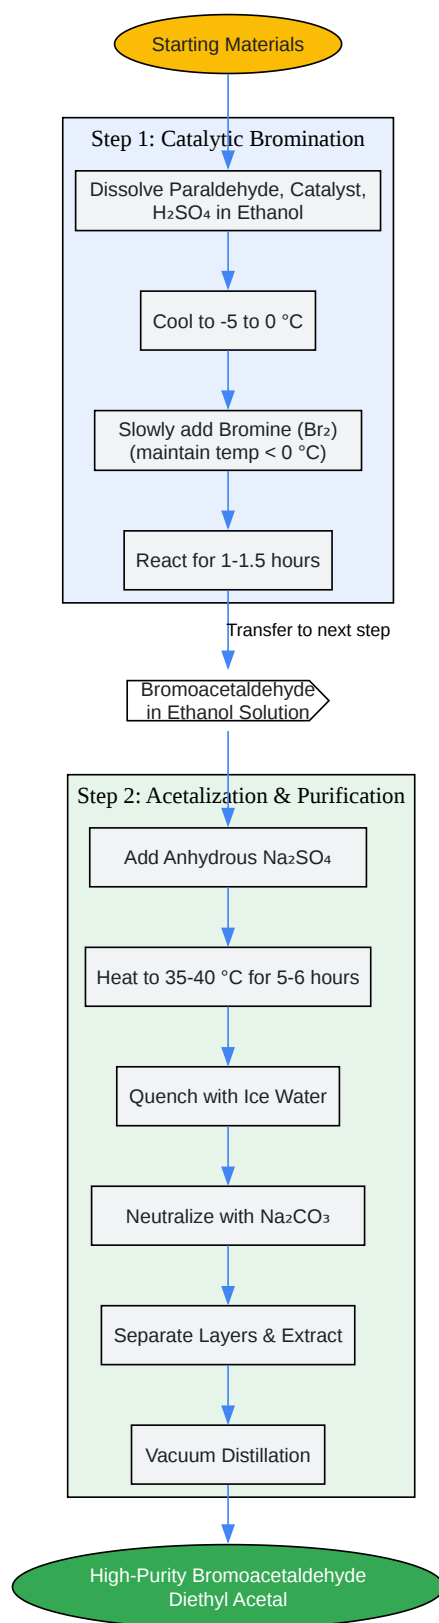 Starting Materials
Step 1: Catalytic Bromination
Dissolve Paraldehyde, Catalyst,
H₂SO₄ in Ethanol
Cool to -5 to 0 °C
Slowly add Bromine (Br₂)
(maintain temp < 0 °C)
React for 1-1.5 hours
Transfer to next step
Bromoacetaldehyde
in Ethanol Solution
Step 2: Acetalization & Purification
Add Anhydrous Na₂SO₄
Heat to 35-40 °C for 5-6 hours
Quench with Ice Water
Neutralize with Na₂CO₃
Separate Layers & Extract
Vacuum Distillation
High-Purity Bromoacetaldehyde
Diethyl Acetal